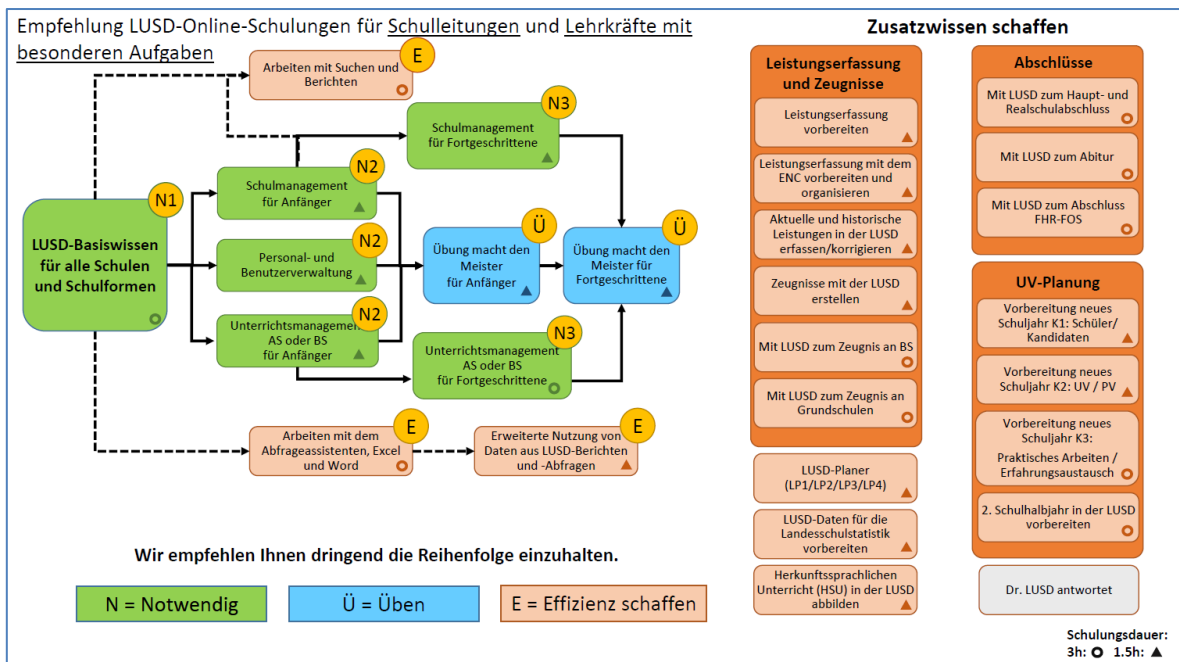 Empfehlung LUSD-Online-Schulungen für Schulleitungen und Lehrkräfte mit
besonderen Aufgaben
E
Arbeiten mit Suchen und
Berichten
N3
Schulmanagement
für Fortgeschrittene
N2
Schulmanagement
für Anfänger
N1
LUSD-Basiswissen
für alle Schulen
und Schulformen
N2
Personal- und
Benutzerverwaltung
Ü
Übung macht den
Meister
für Anfänger
Ü
Übung macht den
Meister für
Fortgeschrittene
N2
Unterrichtsmanagement
AS oder BS
für Anfänger
N3
Unterrichtsmanagement
AS oder BS
für Fortgeschrittene
E
Arbeiten mit dem
Abfrageassistenten, Excel
und Word
E
Erweiterte Nutzung von
Daten aus LUSD-Berichten
und -Abfragen
Wir empfehlen Ihnen dringend die Reihenfolge einzuhalten.
N = Notwendig
Ü = Üben
E = Effizienz schaffen
Zusatzwissen schaffen
Leistungserfassung
und Zeugnisse
Leistungserfassung
vorbereiten
Leistungserfassung mit dem
ENC vorbereiten und
organisieren
Aktuelle und historische
Leistungen in der LUSD
erfassen/korrigieren
Zeugnisse mit der LUSD
erstellen
Mit LUSD zum Zeugnis an BS
Mit LUSD zum Zeugnis an
Grundschulen
LUSD-Planer
(LP1/LP2/LP3/LP4)
LUSD-Daten für die
Landesschulstatistik
vorbereiten
Herkunftssprachlichen
Unterricht (HSU) in der LUSD
abbilden
Abschlüsse
Mit LUSD zum Haupt- und
Realschulabschluss
Mit LUSD zum Abitur
Mit LUSD zum Abschluss
FHR-FOS
UV-Planung
Vorbereitung neues
Schuljahr K1: Schüler/
Kandidaten
Vorbereitung neues
Schuljahr K2: UV / PV
Vorbereitung neues
Schuljahr K3:
Praktisches Arbeiten /
Erfahrungsaustausch
2. Schulhalbjahr in der LUSD
vorbereiten
Dr. LUSD antwortet
Schulungsdauer:
3h: 1.5h: